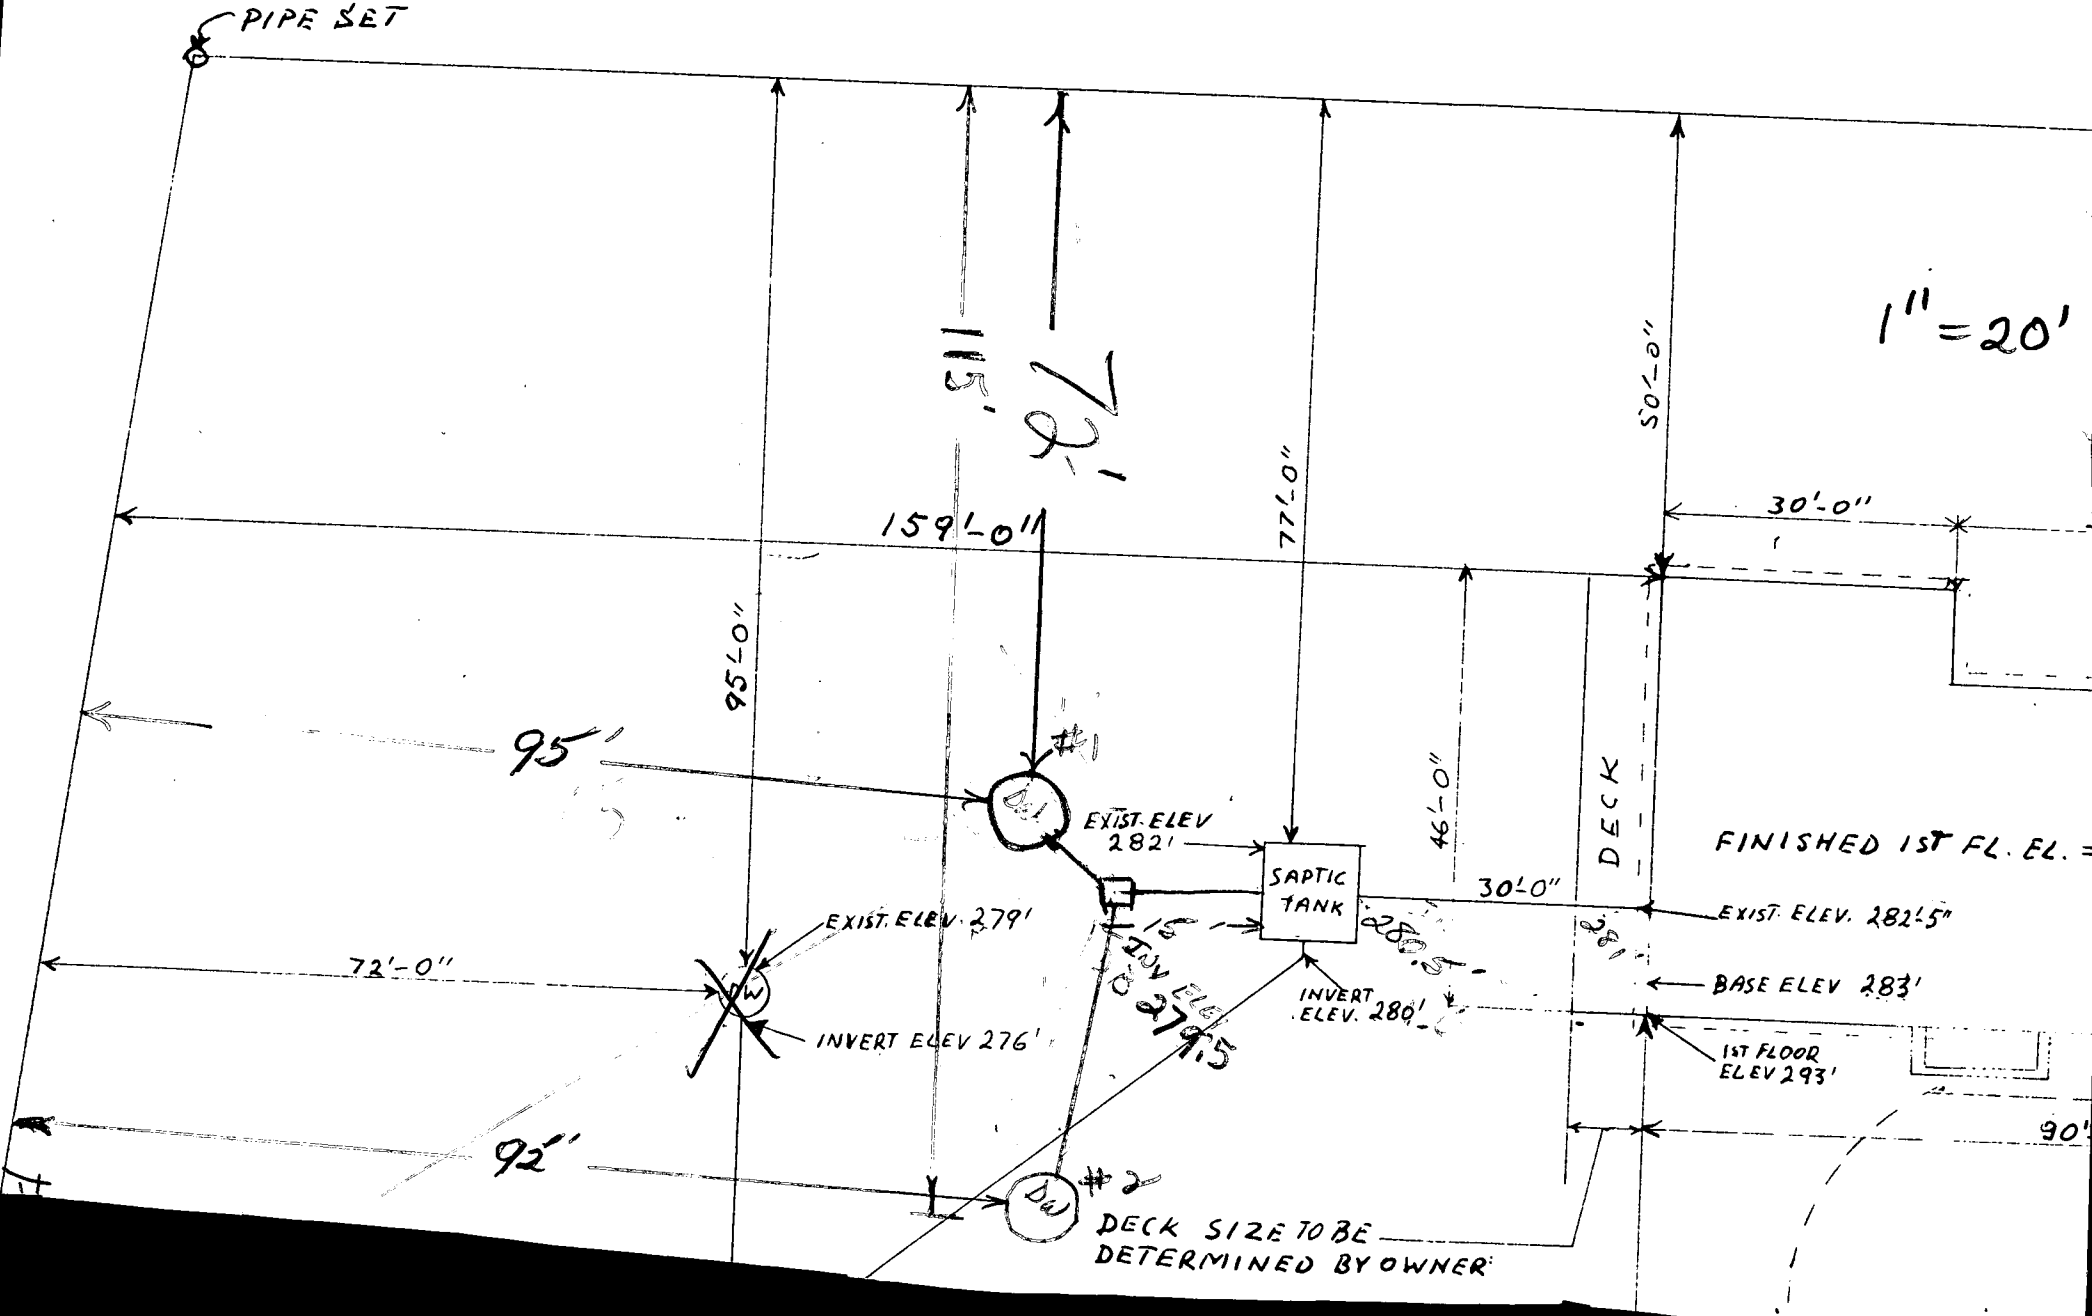 PIPE SET
1" = 20'
115'
72'
50'-0"
77'-0"
30'-0"
159'-0"
95'-0"
95'
#1
46'-0"
DECK
EXIST. ELEV
282'
SAPTIC
TANK
30'-0"
FINISHED 1ST FL. EL. =
EXIST. ELEV. 279'
EXIST. ELEV. 282'-5"
15
280.5
281
72'-0"
DW
INV ELEV
279.5
INVERT
ELEV. 280'
BASE ELEV 283'
INVERT ELEV 276'
1ST FLOOR
ELEV 293'
90'
92'
#2
DW
DECK SIZE TO BE
DETERMINED BY OWNER